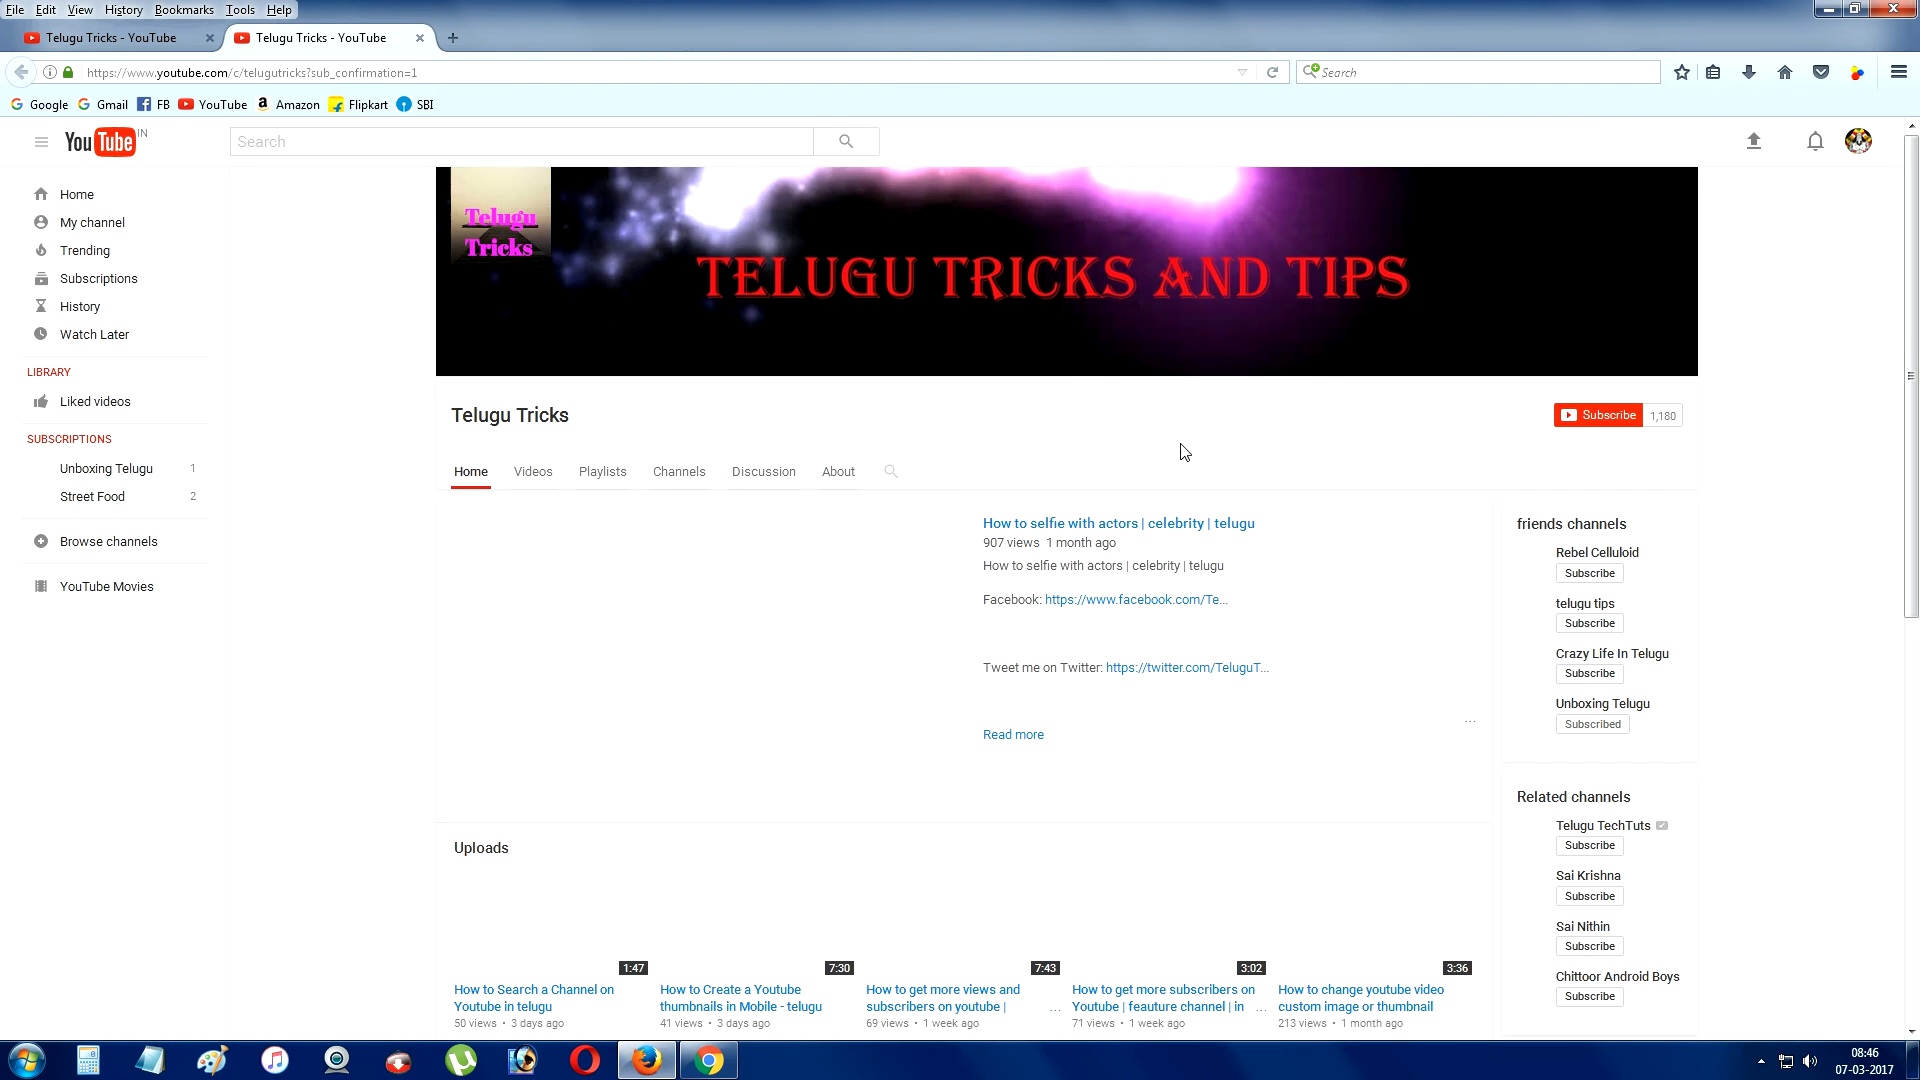 File Edit View History Bookmarks Tools Help
Telugu Tricks - YouTube
Telugu Tricks - YouTube
https://www.youtube.com/c/telugutricks?sub_confirmation=1
Search
Google Gmail FB YouTube Amazon Flipkart SBI
YouTube IN
Search
Home
My channel
Trending
Subscriptions
History
Watch Later
LIBRARY
Liked videos
SUBSCRIPTIONS
Unboxing Telugu 1
Street Food 2
Browse channels
YouTube Movies
Telugu
Tricks
TELUGU TRICKS AND TIPS
Telugu Tricks
Subscribe 1,180
Home Videos Playlists Channels Discussion About
How to selfie with actors | celebrity | telugu
907 views 1 month ago
How to selfie with actors | celebrity | telugu
Facebook: https://www.facebook.com/Te...
Tweet me on Twitter: https://twitter.com/TeluguT...
...
Read more
friends channels
Rebel Celluloid
Subscribe
telugu tips
Subscribe
Crazy Life In Telugu
Subscribe
Unboxing Telugu
Subscribed
Related channels
Telugu TechTuts
Subscribe
Sai Krishna
Subscribe
Sai Nithin
Subscribe
Chittoor Android Boys
Subscribe
Uploads
1:47
How to Search a Channel on
Youtube in telugu
50 views • 3 days ago
7:30
How to Create a Youtube
thumbnails in Mobile - telugu
41 views • 3 days ago
7:43
How to get more views and
subscribers on youtube | ...
69 views • 1 week ago
3:02
How to get more subscribers on
Youtube | feauture channel | in ...
71 views • 1 week ago
3:36
How to change youtube video
custom image or thumbnail
213 views • 1 month ago
08:46
07-03-2017